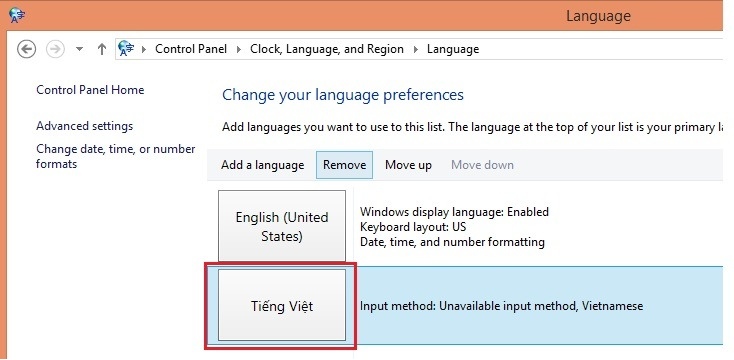 Language
Control Panel Clock, Language, and Region Language
Control Panel Home
Advanced settings
Change date, time, or number
formats
Change your language preferences
Add languages you want to use to this list. The language at the top of your list is your primary
Add a language Remove Move up Move down
English (United
States)
Windows display language: Enabled
Keyboard layout: US
Date, time, and number formatting
Tiếng Việt
Input method: Unavailable input method, Vietnamese